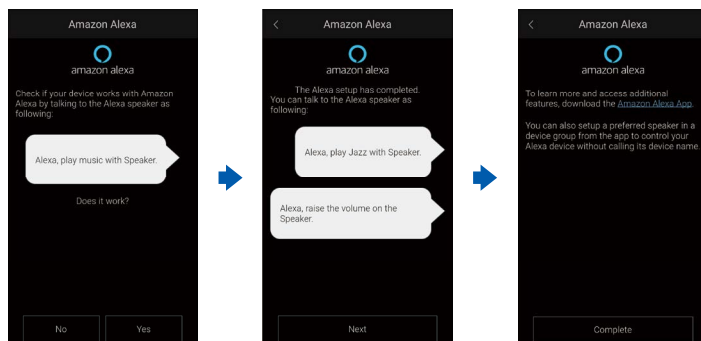 Amazon Alexa
amazon alexa
Check if your device works with Amazon
Alexa by talking to the Alexa speaker as
following:
Alexa, play music with Speaker.
Does it work?
No
Yes
Amazon Alexa
amazon alexa
The Alexa setup has completed.
You can talk to the Alexa speaker as
following:
Alexa, play Jazz with Speaker.
Alexa, raise the volume on the
Speaker.
Next
Amazon Alexa
amazon alexa
To learn more and access additional
features, download the Amazon Alexa App.
You can also setup a preferred speaker in a
device group from the app to control your
Alexa device without calling its device name.
Complete